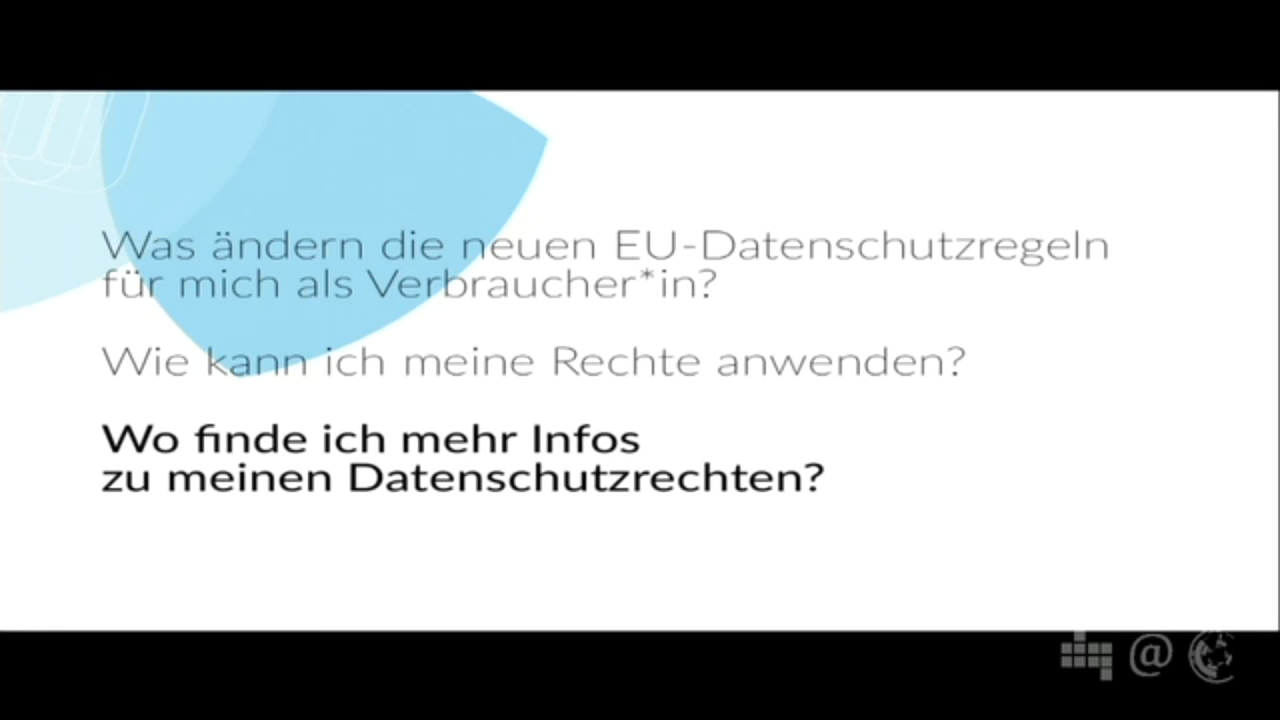 Was ändern die neuen EU-Datenschutzregeln
für mich als Verbraucher*in?
Wie kann ich meine Rechte anwenden?
Wo finde ich mehr Infos
zu meinen Datenschutzrechten?
@